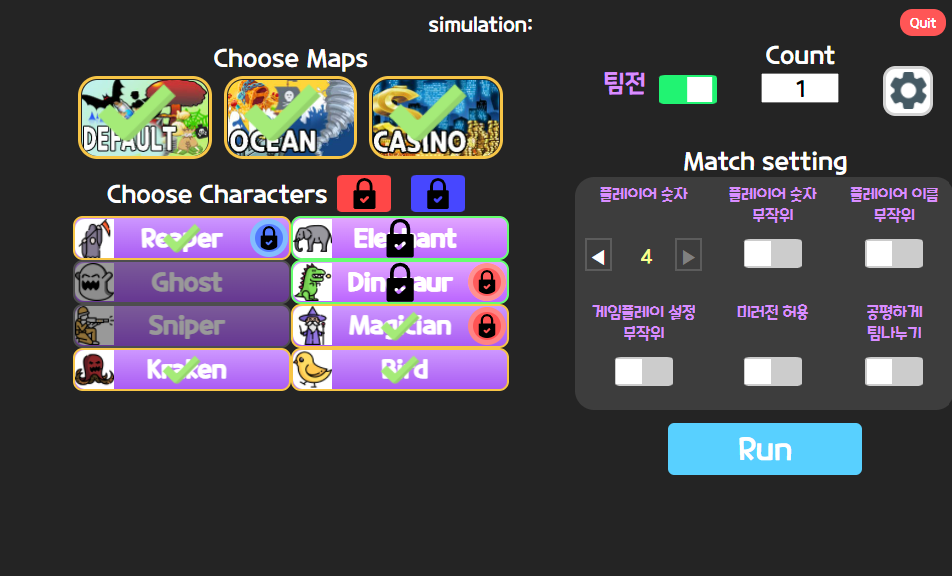 simulation:
Quit
Choose Maps
DEFAULT
OCEAN
CASINO
팀전
Count
1
Choose Characters
Reaper
Elephant
Ghost
Dinosaur
Sniper
Magician
Kraken
Bird
Match setting
플레이어 숫자
플레이어 숫자
무작위
플레이어 이름
무작위
4
게임플레이 설정
무작위
미러전 허용
공평하게
팀나누기
Run